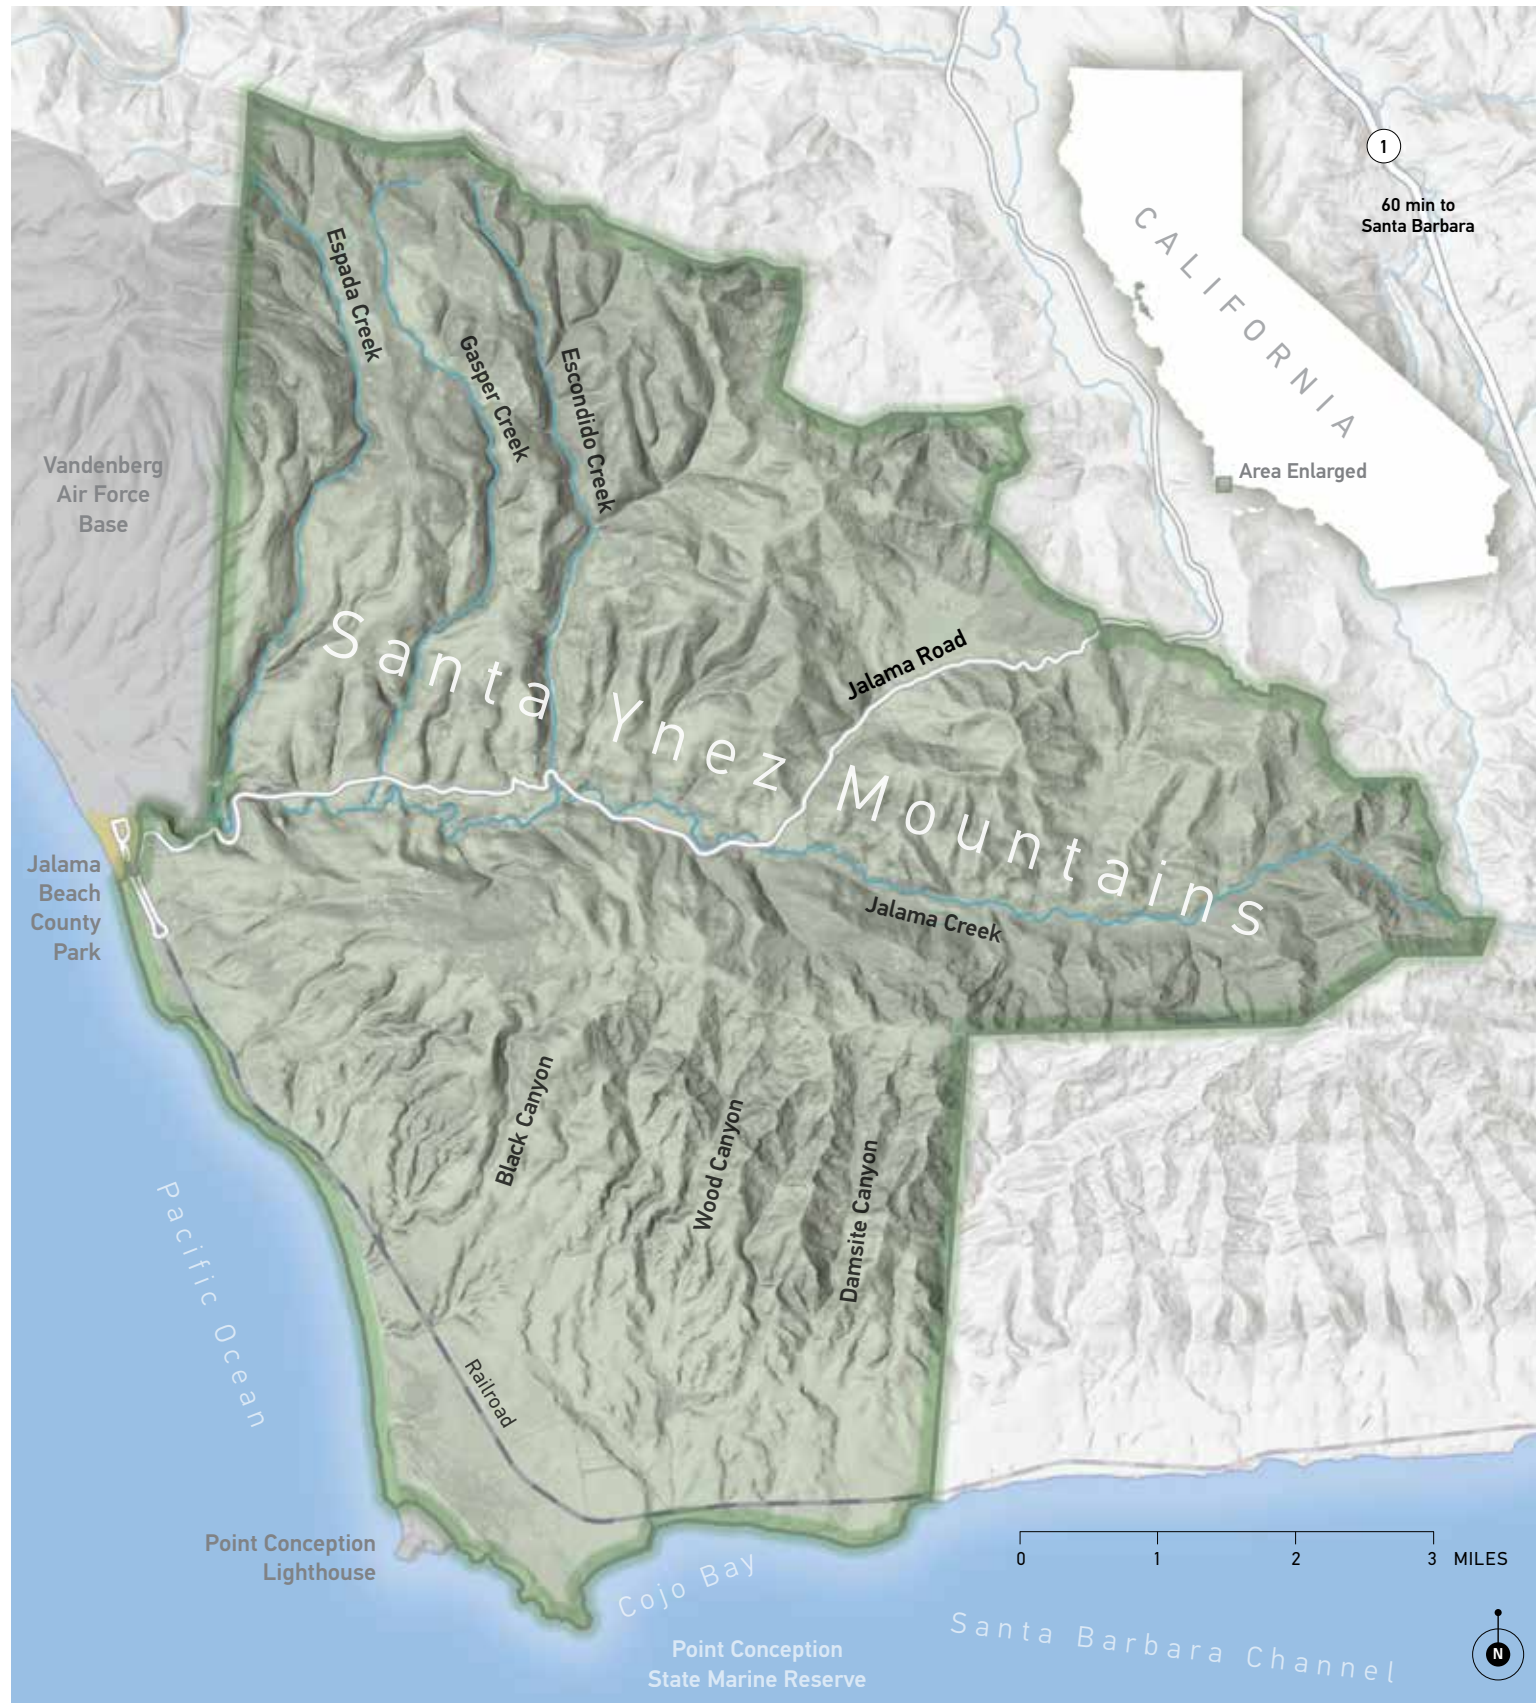 1
60 min to
Santa Barbara
CALIFORNIA
Area Enlarged
Espada Creek
Gasper Creek
Escondido Creek
Vandenberg
Air Force
Base
Santa Ynez Mountains
Jalama Road
Jalama
Beach
County
Park
Jalama Creek
Black Canyon
Wood Canyon
Damsite Canyon
Pacific Ocean
Railroad
Point Conception
Lighthouse
Cojo Bay
0 1 2 3 MILES
Santa Barbara Channel
Point Conception
State Marine Reserve
N